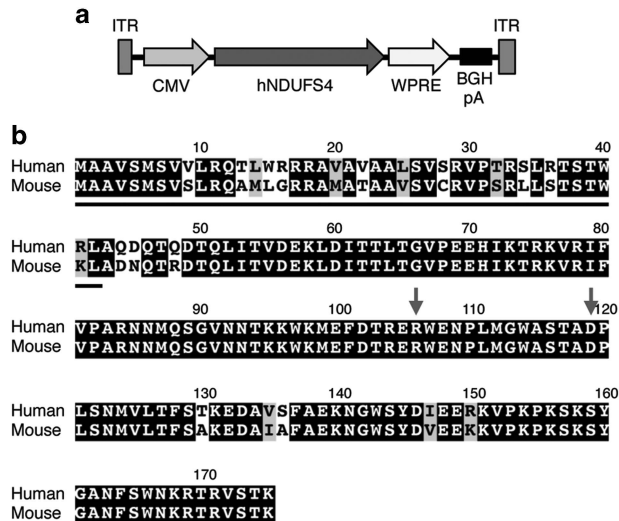 a
ITR ITR
CMV hNDUFS4 WPRE BGH
pA
b
10 20 30 40
Human MAAVSMSVVLRQTLWRRRAVAVAALSVSRVPTRSLRTSTW
Mouse MAAVSMSVSLRQAMLGRRAMATAAVSVCRVPSRLLSTSTW
50 60 70 80
Human RLAQDQTQDTQLITVDEKLDITTLTGVPEEHIKTRKVRIF
Mouse KLADNQTRDTQLITVDEKLDITTLTGVPEEHIKTRKVRIF
90 100 110 120
Human VPARNNMQSGVNNTKKWKMEFDTRERWENPLMGWASTADP
Mouse VPARNNMQSGVNNTKKWKMEFDTRERWENPLMGWASTADP
130 140 150 160
Human LSNMVLTFSTKEDAVSFAEKNGWSYDIEERKVPKPKSKSY
Mouse LSNMVLTFSAKEDAIAFAEKNGWSYDVEEKKVPKPKSKSY
170
Human GANFSWNKRTRVSTK
Mouse GANFSWNKRTRVSTK